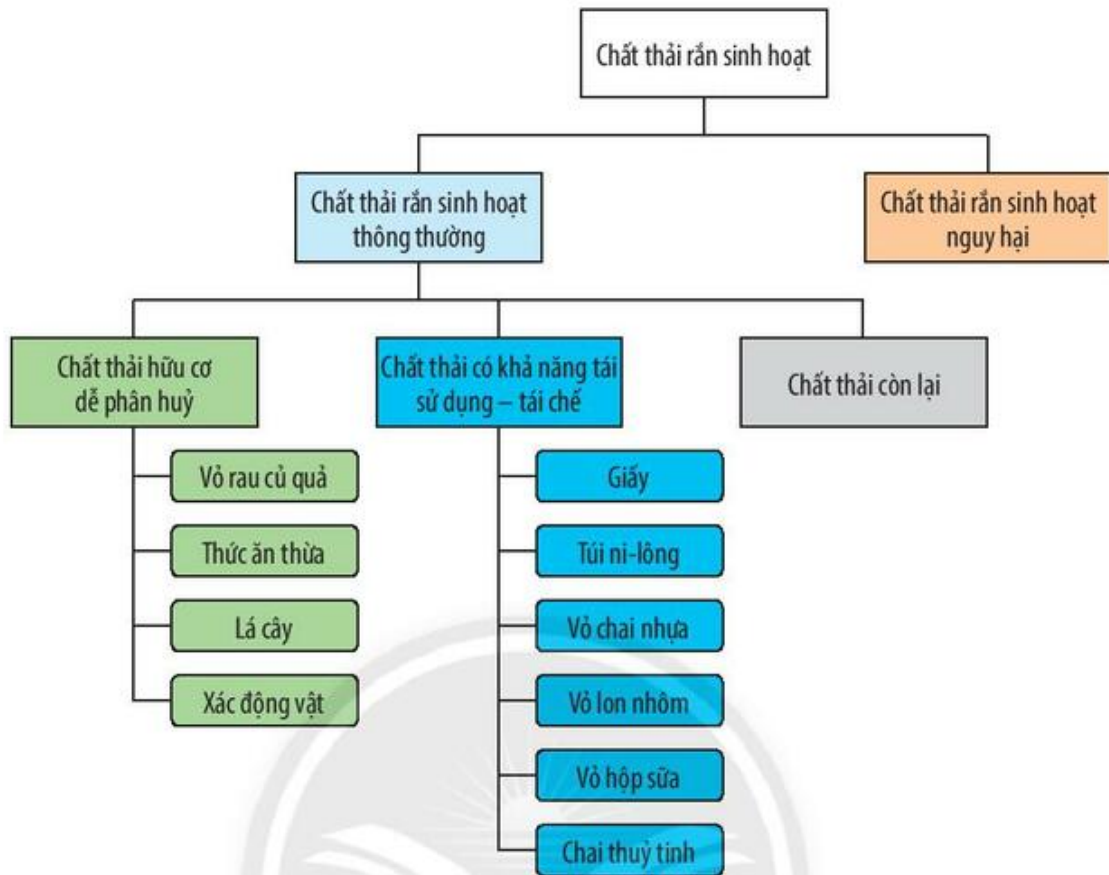 Chất thải rắn sinh hoạt
Chất thải rắn sinh hoạt
thông thường
Chất thải rắn sinh hoạt
nguy hại
Chất thải hữu cơ
dễ phân huỷ
Chất thải có khả năng tái
sử dụng – tái chế
Chất thải còn lại
Vỏ rau củ quả
Thức ăn thừa
Lá cây
Xác động vật
Giấy
Túi ni-lông
Vỏ chai nhựa
Vỏ lon nhôm
Vỏ hộp sữa
Chai thuỷ tinh